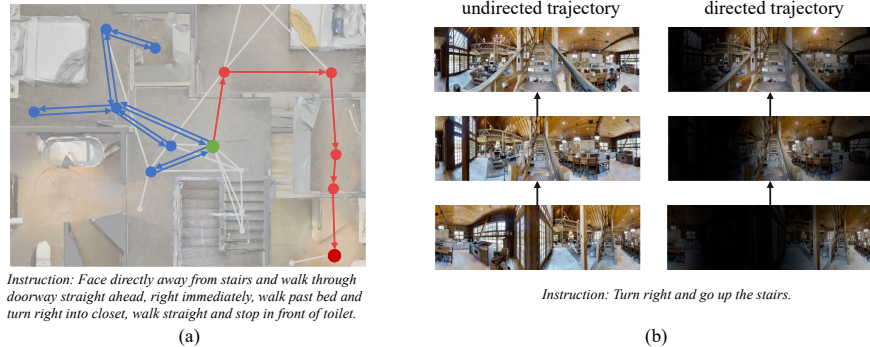 undirected trajectory
directed trajectory
Instruction: Face directly away from stairs and walk through
doorway straight ahead, right immediately, walk past bed and
turn right into closet, walk straight and stop in front of toilet.
Instruction: Turn right and go up the stairs.
(a)
(b)